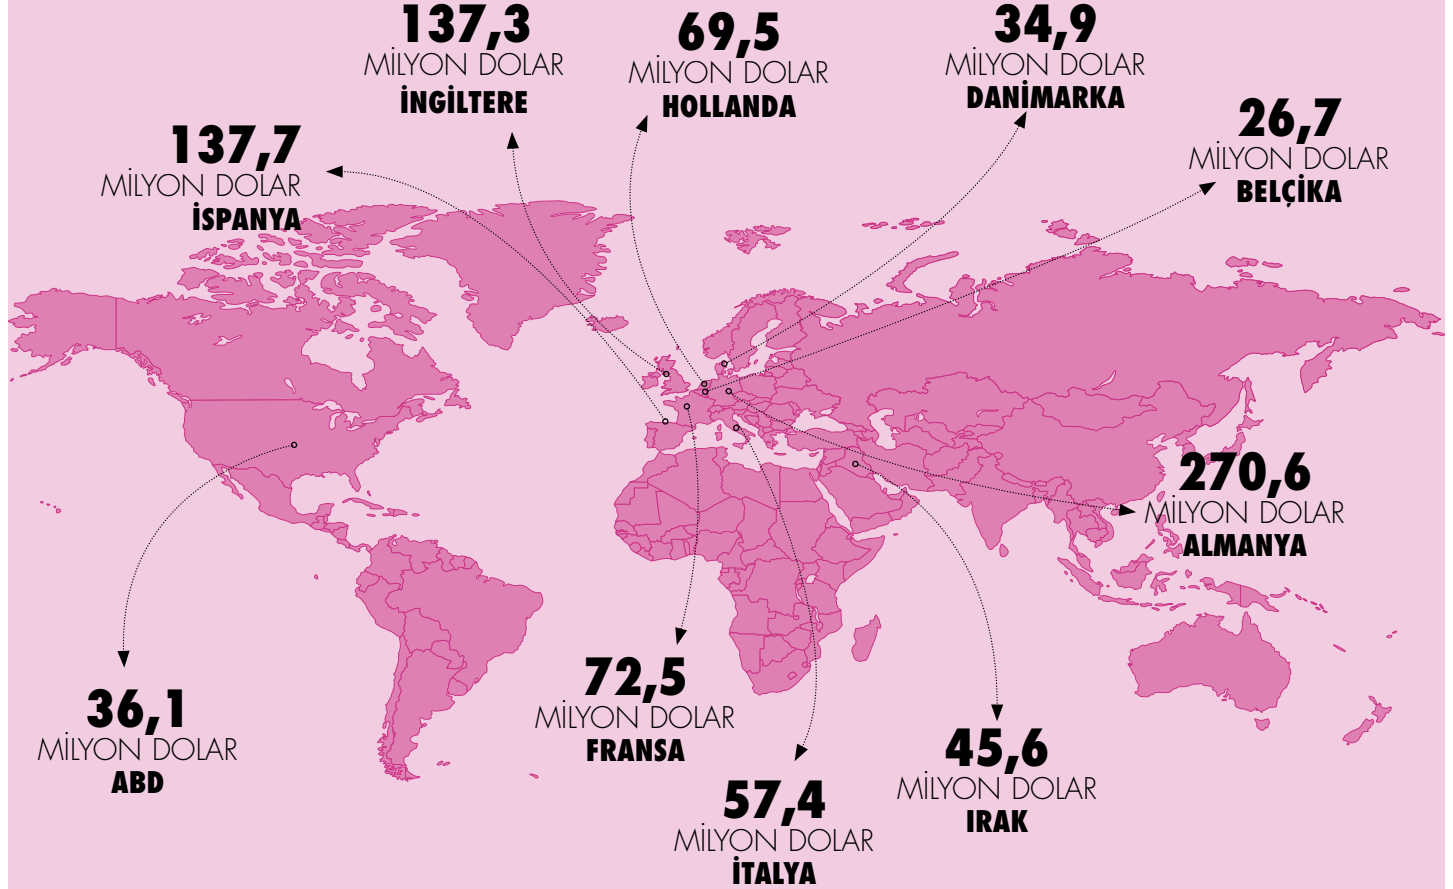 137,3
MİLYON DOLAR
İNGİLTERE
69,5
MİLYON DOLAR
HOLLANDA
34,9
MİLYON DOLAR
DANİMARKA
26,7
MİLYON DOLAR
BELÇİKA
137,7
MİLYON DOLAR
İSPANYA
270,6
MİLYON DOLAR
ALMANYA
36,1
MİLYON DOLAR
ABD
72,5
MİLYON DOLAR
FRANSA
57,4
MİLYON DOLAR
İTALYA
45,6
MİLYON DOLAR
IRAK